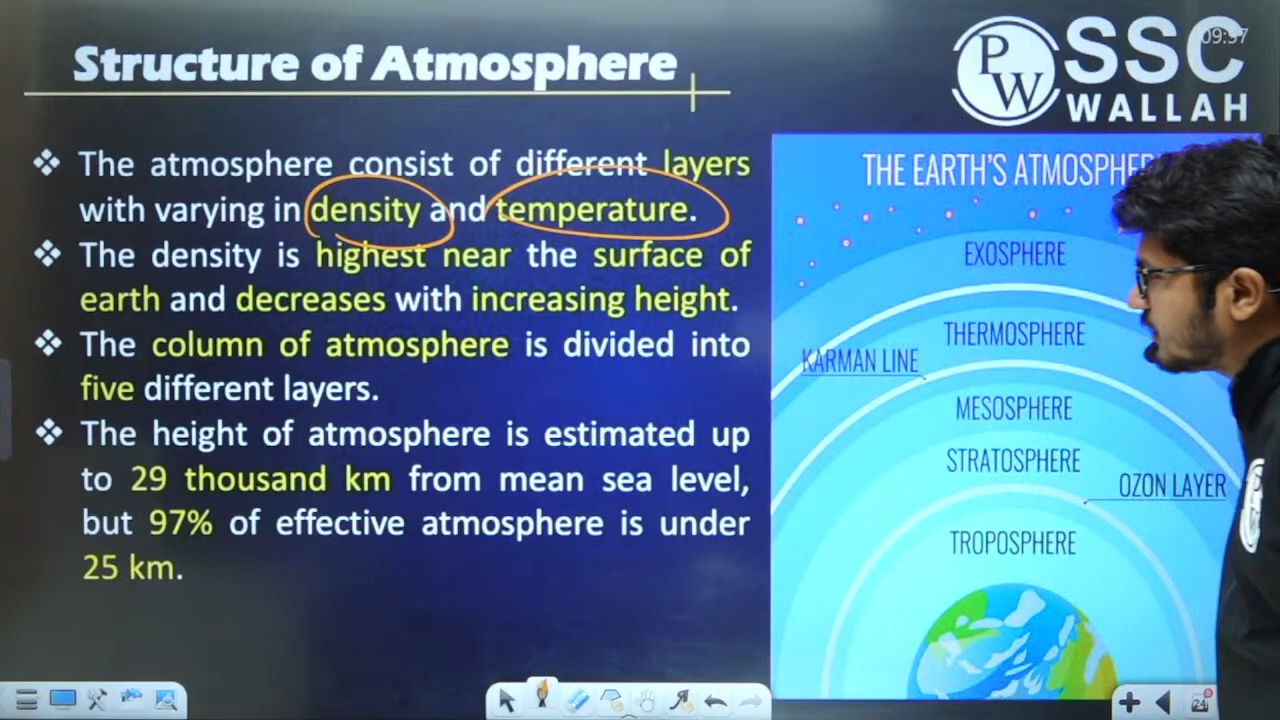 Structure of Atmosphere
PW
SSC
WALLAH
09:37
❖ The atmosphere consist of different layers
with varying in density and temperature.
❖ The density is highest near the surface of
earth and decreases with increasing height.
❖ The column of atmosphere is divided into
five different layers.
❖ The height of atmosphere is estimated up
to 29 thousand km from mean sea level,
but 97% of effective atmosphere is under
25 km.
THE EARTH'S ATMOSPHER
EXOSPHERE
THERMOSPHERE
KARMAN LINE
MESOSPHERE
STRATOSPHERE
OZON LAYER
TROPOSPHERE
24